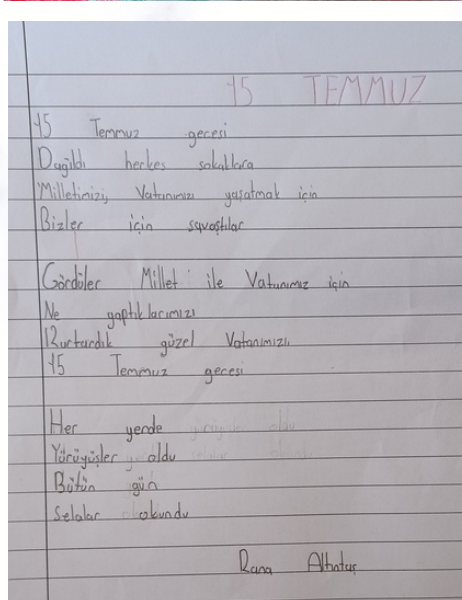 15 TEMMUZ
15 Temmuz gecesi
Dağıldı herkes sokaklara
Milletimizi, Vatanımızı yaşatmak için
Bizler için savaştılar
Gördüler Millet ile Vatanımız için
Ne yaptıklarımızı
Kurtardık güzel Vatanımızı
15 Temmuz gecesi
Her yerde
Yürüyüşler oldu
Bütün gün
Selalar okundu
Rana Altıntaş